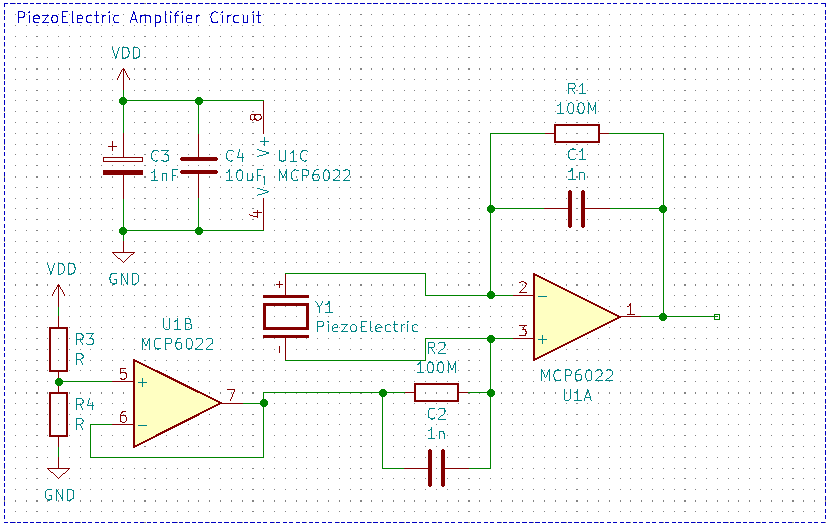 PiezoElectric Amplifier Circuit
VDD
+
C3
1nF
C4
10uF
8
V+
V-
4
U1C
MCP6022
GND
R1
100M
C1
1n
VDD
R3
R
R4
R
GND
U1B
MCP6022
5
+
6
-
7
+
Y1
PiezoElectric
-
R2
100M
C2
1n
2
-
3
+
1
MCP6022
U1A